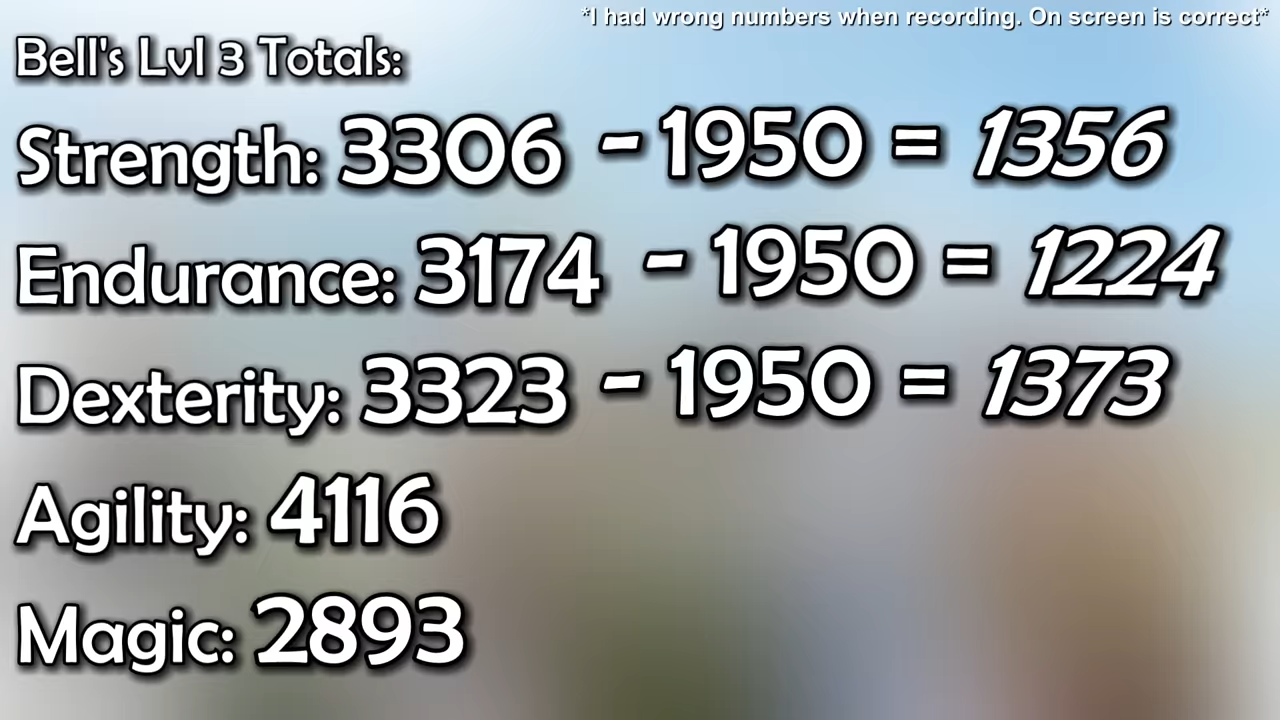 *I had wrong numbers when recording. On screen is correct*
Bell's Lvl 3 Totals:
Strength: 3306 - 1950 = 1356
Endurance: 3174 - 1950 = 1224
Dexterity: 3323 - 1950 = 1373
Agility: 4116
Magic: 2893